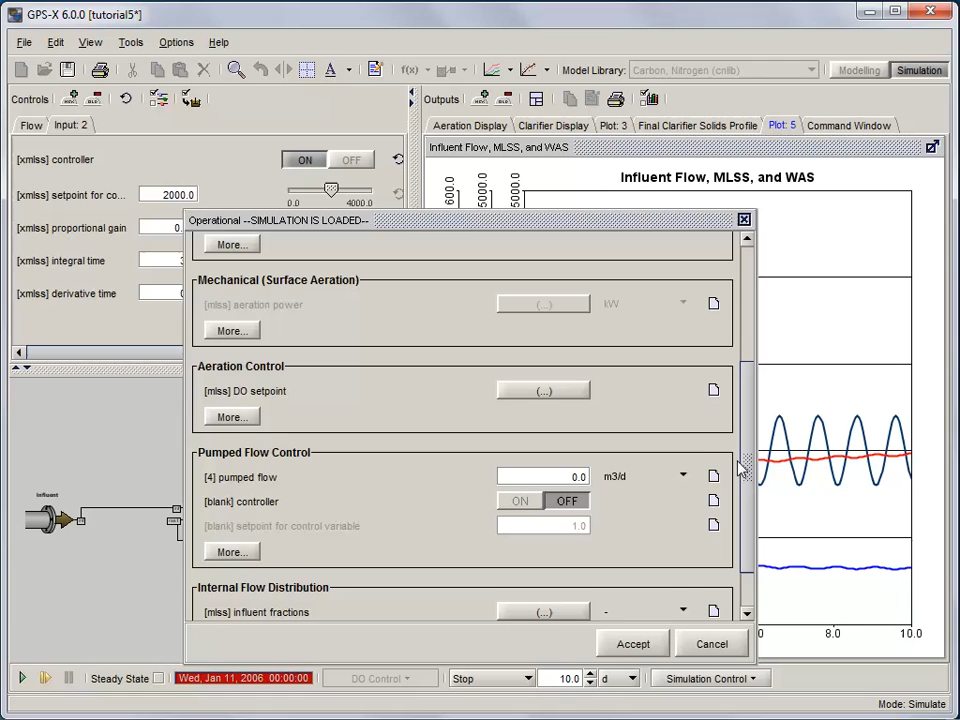 GPS-X 6.0.0 [tutorial5*]
File Edit View Tools Options Help
A f(x) Model Library: Carbon, Nitrogen (cnlib) Modelling Simulation
Controls
Outputs
Flow Input: 2
Aeration Display Clarifier Display Plot: 3 Final Clarifier Solids Profile Plot: 5 Command Window
Influent Flow, MLSS, and WAS
[xmlss] controller ON OFF
Influent Flow, MLSS, and WAS
[xmlss] setpoint for co... 2000.0
0.0 4000.0
[xmlss] proportional gain 0.
[xmlss] integral time
[xmlss] derivative time
5000.0 5000.0
Operational --SIMULATION IS LOADED--
More...
Mechanical (Surface Aeration)
[mlss] aeration power (...) kW
More...
Aeration Control
[mlss] DO setpoint (...)
More...
Pumped Flow Control
[4] pumped flow 0.0 m3/d
[blank] controller ON OFF
[blank] setpoint for control variable 1.0
More...
Internal Flow Distribution
[mlss] influent fractions (...) -
Accept Cancel
Influent
8.0 10.0
Steady State Wed, Jan 11, 2006 00:00:00 DO Control Stop 10.0 d Simulation Control
Mode: Simulate